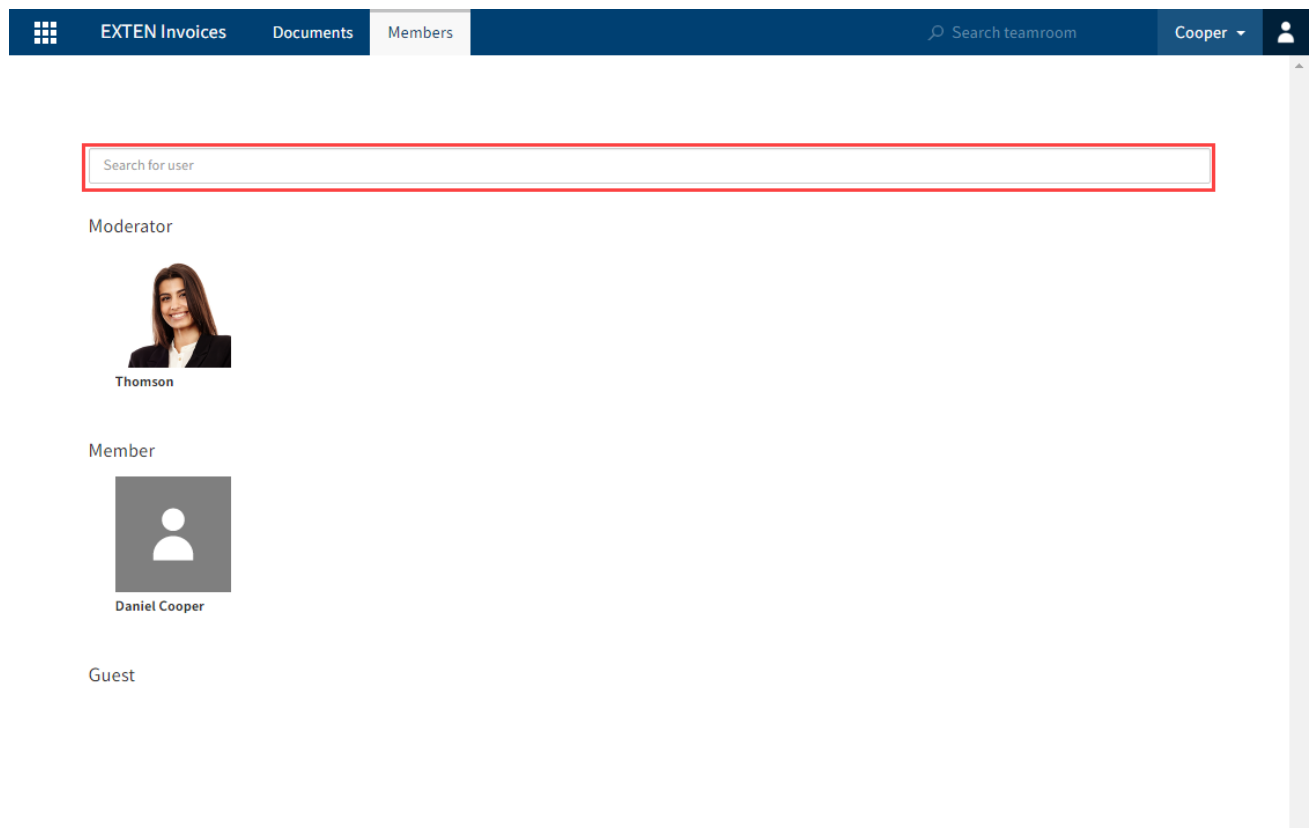 EXTEN Invoices Documents Members Search teamroom Cooper
Search for user
Moderator
Thomson
Member
Daniel Cooper
Guest